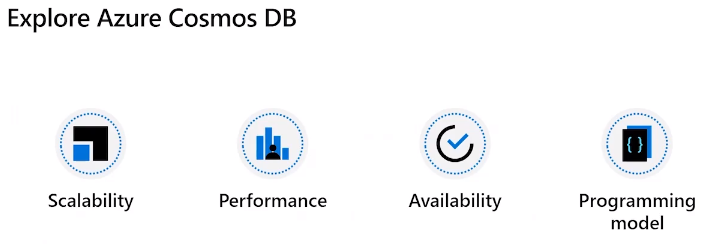 Explore Azure Cosmos DB
{}
Scalability
Performance
Availability
Programming
model